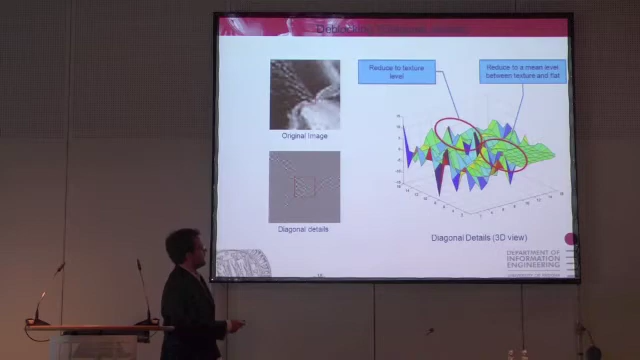 Reduce to texture
level
Reduce to a mean level
between texture and flat
Original Image
Diagonal details
Diagonal Details (3D view)
DEPARTMENT OF
INFORMATION
ENGINEERING